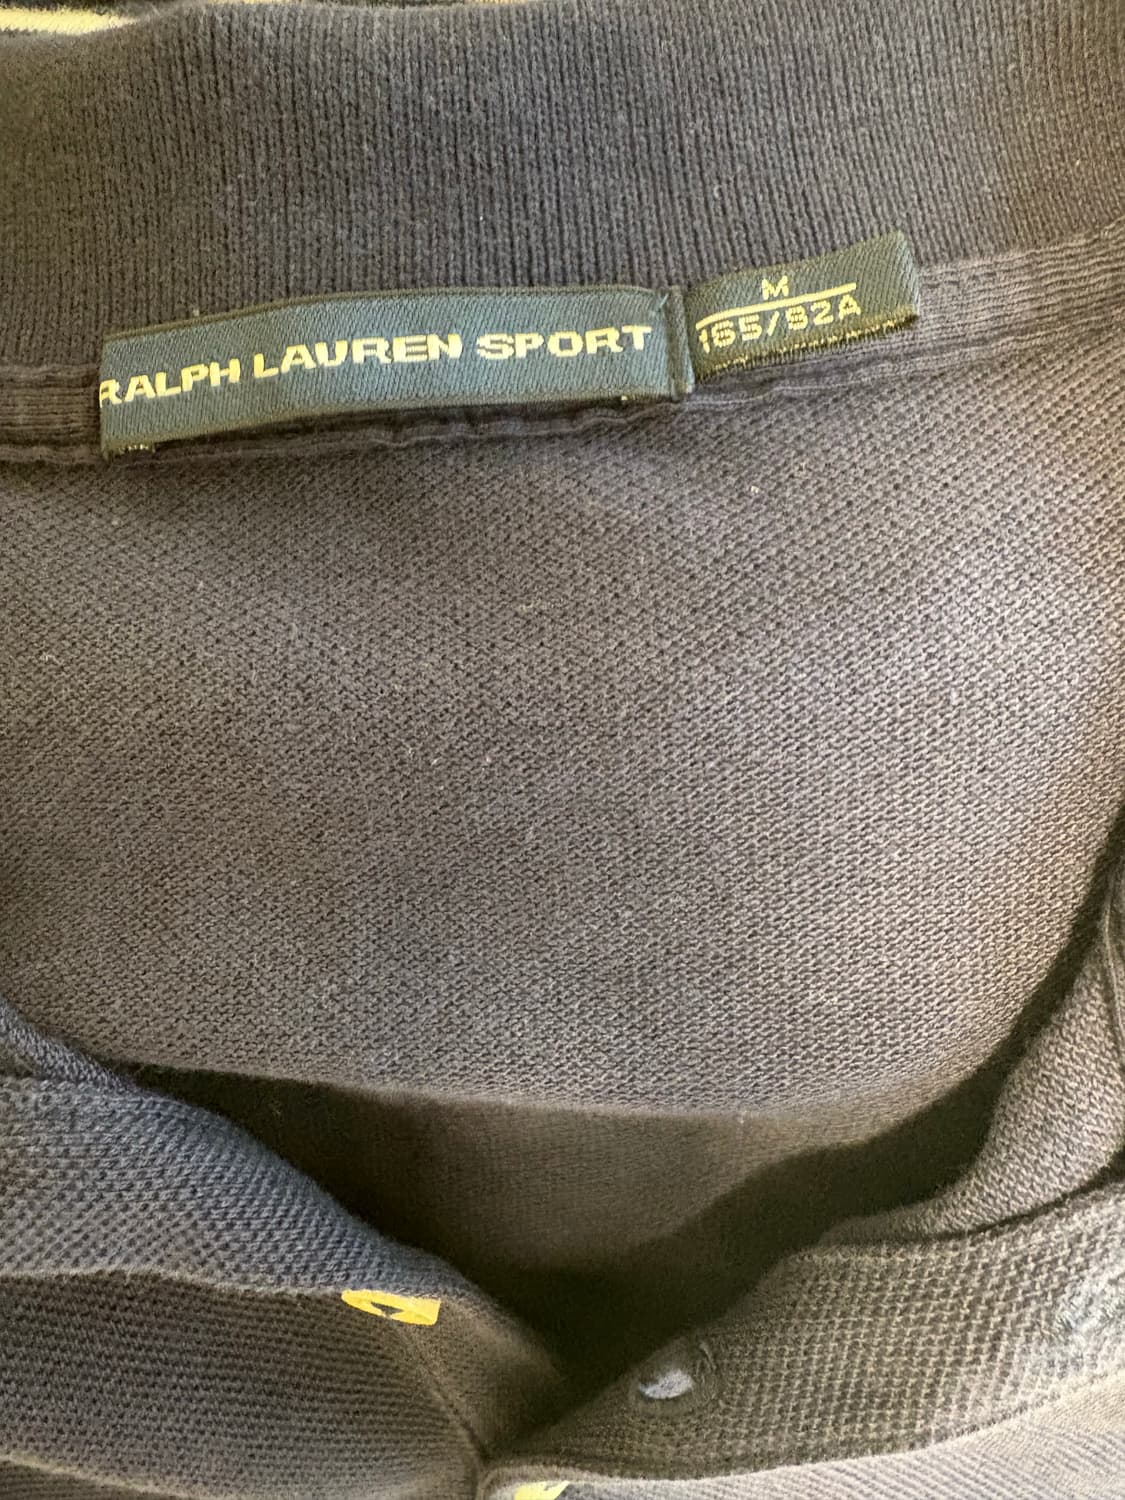 RALPH LAUREN SPORT
M
165/92A